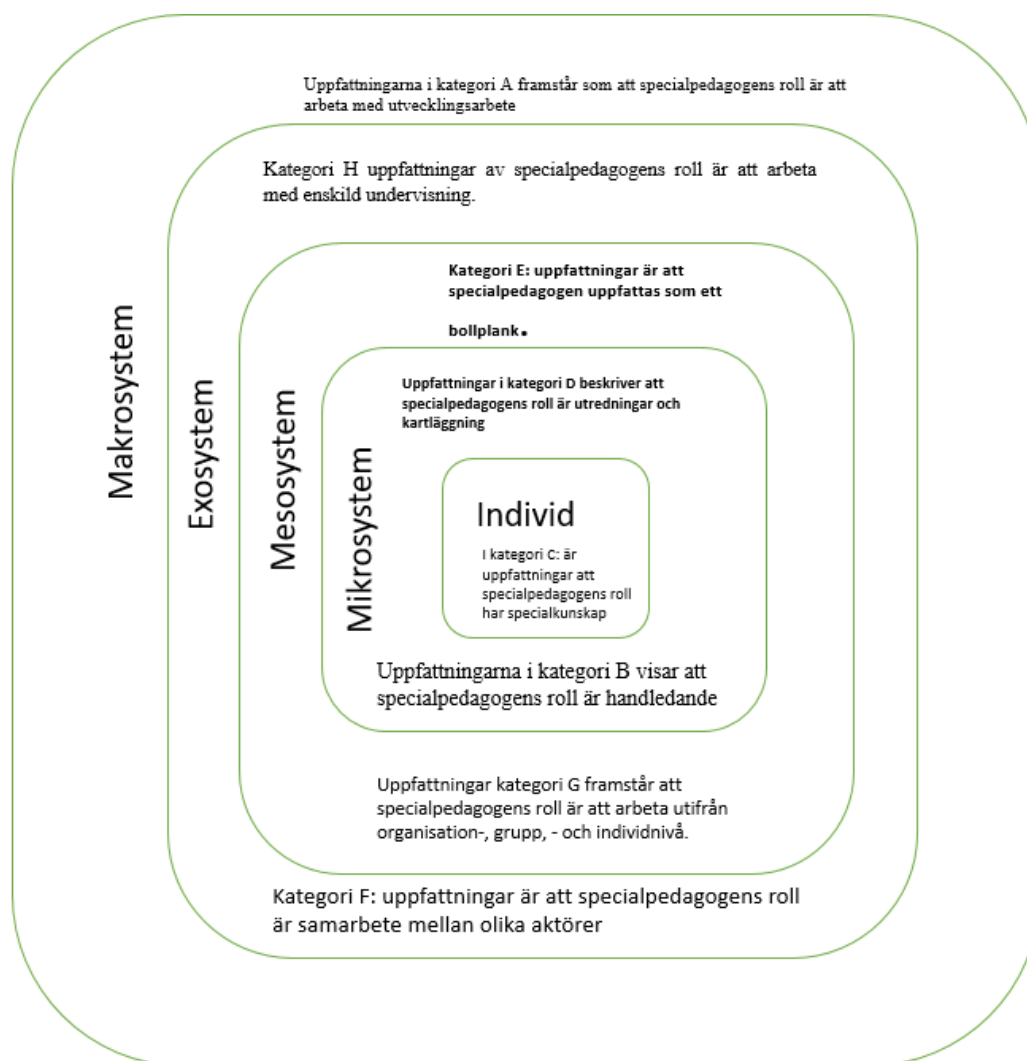 Uppfattningarna i kategori A framstår som att specialpedagogens roll är att
arbeta med utvecklingsarbete
Kategori H uppfattningar av specialpedagogens roll är att arbeta
med enskild undervisning.
Kategori E: uppfattningar är att
specialpedagogen uppfattas som ett
bollplank.
Uppfattningar i kategori D beskriver att
specialpedagogens roll är utredningar och
kartläggning
Makrosystem
Exosystem
Mesosystem
Mikrosystem
Individ
I kategori C: är
uppfattningar att
specialpedagogens roll
har specialkunskap
Uppfattningarna i kategori B visar att
specialpedagogens roll är handledande
Uppfattningar kategori G framstår att
specialpedagogens roll är att arbeta utifrån
organisation-, grupp, - och individnivå.
Kategori F: uppfattningar är att specialpedagogens roll
är samarbete mellan olika aktörer